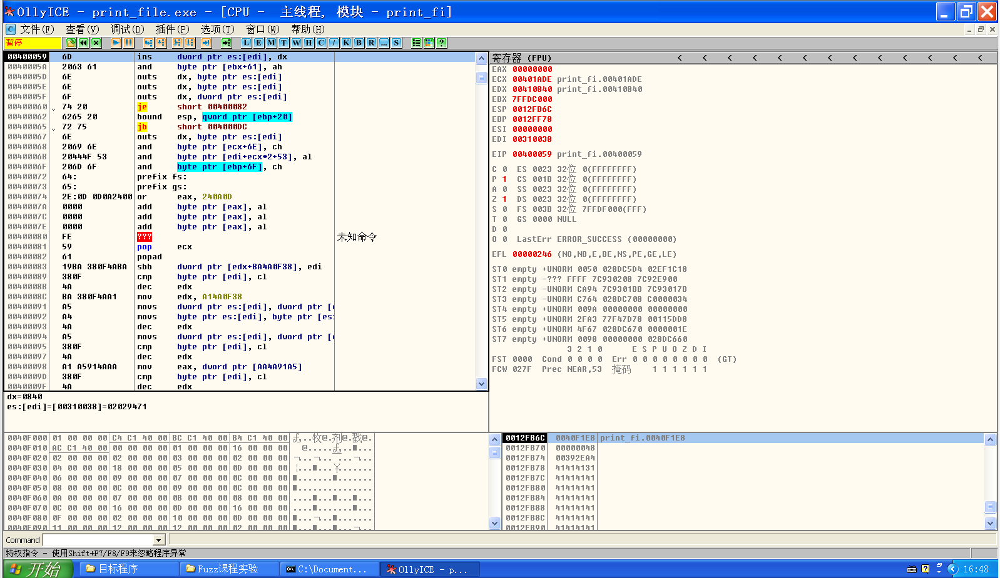 OllyICE - print_file.exe - [CPU - 主线程, 模块 - print_fi]
C 文件(F) 查看(V) 调试(D) 插件(P) 选项(T) 窗口(W) 帮助(H)
暂停 L E M T W H C / K B R ... S ?
00400059 6D ins dword ptr es:[edi], dx
0040005A 2063 61 and byte ptr [ebx+61], ah
0040005D 6E outs dx, byte ptr es:[edi]
0040005E 6E outs dx, byte ptr es:[edi]
0040005F 6F outs dx, dword ptr es:[edi]
00400060 74 20 je short 00400082
00400062 6265 20 bound esp, qword ptr [ebp+20]
00400065 72 75 jb short 004000DC
00400067 6E outs dx, byte ptr es:[edi]
00400068 2069 6E and byte ptr [ecx+6E], ch
0040006B 20444F 53 and byte ptr [edi+ecx*2+53], al
0040006F 206D 6F and byte ptr [ebp+6F], ch
00400072 64: prefix fs:
00400073 65: prefix gs:
00400074 2E:0D 0D0A2400 or eax, 240A0D
0040007A 0000 add byte ptr [eax], al
0040007C 0000 add byte ptr [eax], al
0040007E 0000 add byte ptr [eax], al
00400080 FE ??? 未知命令
00400081 59 pop ecx
00400082 61 popad
00400083 19BA 380F4ABA sbb dword ptr [edx+BA4A0F38], edi
00400089 380F cmp byte ptr [edi], cl
0040008B 4A dec edx
0040008C BA 380F4AA1 mov edx, A14A0F38
00400091 A5 movs dword ptr es:[edi], dword ptr [e
00400092 A4 movs byte ptr es:[edi], byte ptr [es:
00400093 4A dec edx
00400094 A5 movs dword ptr es:[edi], dword ptr [e
00400095 380F cmp byte ptr [edi], cl
00400097 4A dec edx
00400098 A1 A5914AAA mov eax, dword ptr [AA4A91A5]
0040009D 380F cmp byte ptr [edi], cl
0040009F 4A dec edx
dx=0840
es:[edi]=[00310038]=02029471
寄存器 (FPU) < < < < < < < < < < < < <
EAX 00000000
ECX 00401ADE print_fi.00401ADE
EDX 00410840 print_fi.00410840
EBX 7FFDC000
ESP 0012FB6C
EBP 0012FF78
ESI 00000000
EDI 00310038
EIP 00400059 print_fi.00400059
C 0 ES 0023 32位 0(FFFFFFFF)
P 1 CS 001B 32位 0(FFFFFFFF)
A 0 SS 0023 32位 0(FFFFFFFF)
Z 1 DS 0023 32位 0(FFFFFFFF)
S 0 FS 003B 32位 7FFDF000(FFF)
T 0 GS 0000 NULL
D 0
O 0 LastErr ERROR_SUCCESS (00000000)
EFL 00000246 (NO,NB,E,BE,NS,PE,GE,LE)
ST0 empty +UNORM 0050 028DC5D4 02EF1C18
ST1 empty -??? FFFF 7C930208 7C92E900
ST2 empty -UNORM CA94 7C9301BB 7C93017B
ST3 empty -UNORM C764 028DC708 C0000034
ST4 empty +UNORM 009A 00000000 00000000
ST5 empty +UNORM 2FA3 77F47D78 00115DD8
ST6 empty +UNORM 4F67 028DC670 0000001E
ST7 empty +UNORM 0098 00000000 028DC660
3 2 1 0 E S P U O Z D I
FST 0000 Cond 0 0 0 0 Err 0 0 0 0 0 0 0 0 (GT)
FCW 027F Prec NEAR,53 掩码 1 1 1 1 1 1
0040F000 01 00 00 00 C4 C1 40 00 BC C1 40 00 B4 C1 40 00 ...牧@.剂@.戳@.
0040F010 AC C1 40 00 00 00 00 00 01 00 00 00 16 00 00 00
0040F020 02 00 00 00 02 00 00 00 03 00 00 00 02 00 00 00
0040F030 04 00 00 00 18 00 00 00 05 00 00 00 0D 00 00 00
0040F040 06 00 00 00 09 00 00 00 07 00 00 00 0C 00 00 00
0040F050 08 00 00 00 0C 00 00 00 09 00 00 00 0C 00 00 00
0040F060 0A 00 00 00 07 00 00 00 0B 00 00 00 08 00 00 00
0040F070 0C 00 00 00 16 00 00 00 0D 00 00 00 16 00 00 00
0040F080 0F 00 00 00 02 00 00 00 10 00 00 00 0D 00 00 00
0040F090 11 00 00 00 12 00 00 00 12 00 00 00 02 00 00 00
0012FB6C 0040F1E8 print_fi.0040F1E8
0012FB70 00000048
0012FB74 00392EA4
0012FB78 41414131
0012FB7C 41414141
0012FB80 41414141
0012FB84 41414141
0012FB88 41414141
0012FB8C 41414141
0012FB90 41414141
Command
特权指令 - 使用Shift+F7/F8/F9来忽略程序异常
开始 目标程序 Fuzz课程实验 C:\Document... OllyICE - p... 16:48